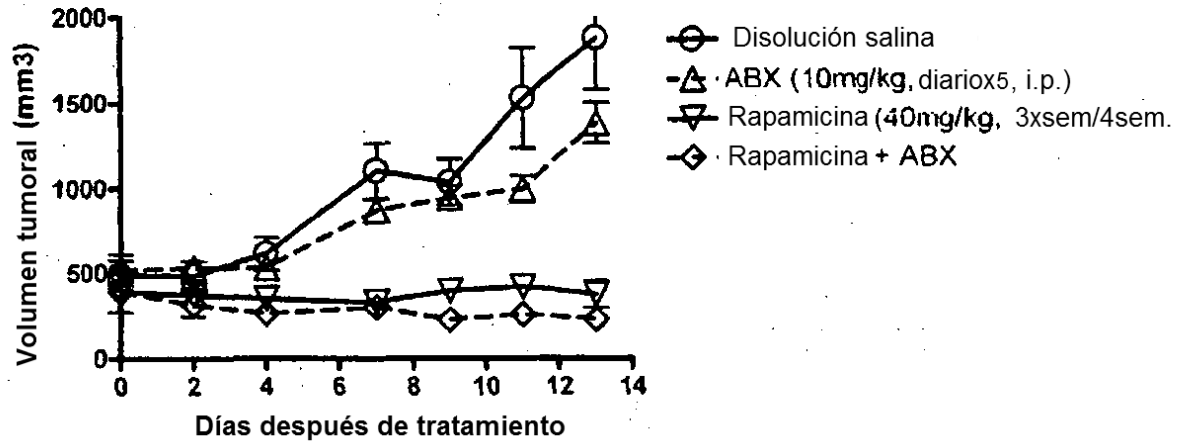 Volumen tumoral (mm3)
2000
1500
1000
500
0
0 2 4 6 8 10 12 14
Días después de tratamiento
Disolución salina
ABX (10mg/kg, diariox5, i.p.)
Rapamicina (40mg/kg, 3xsem/4sem.
Rapamicina + ABX